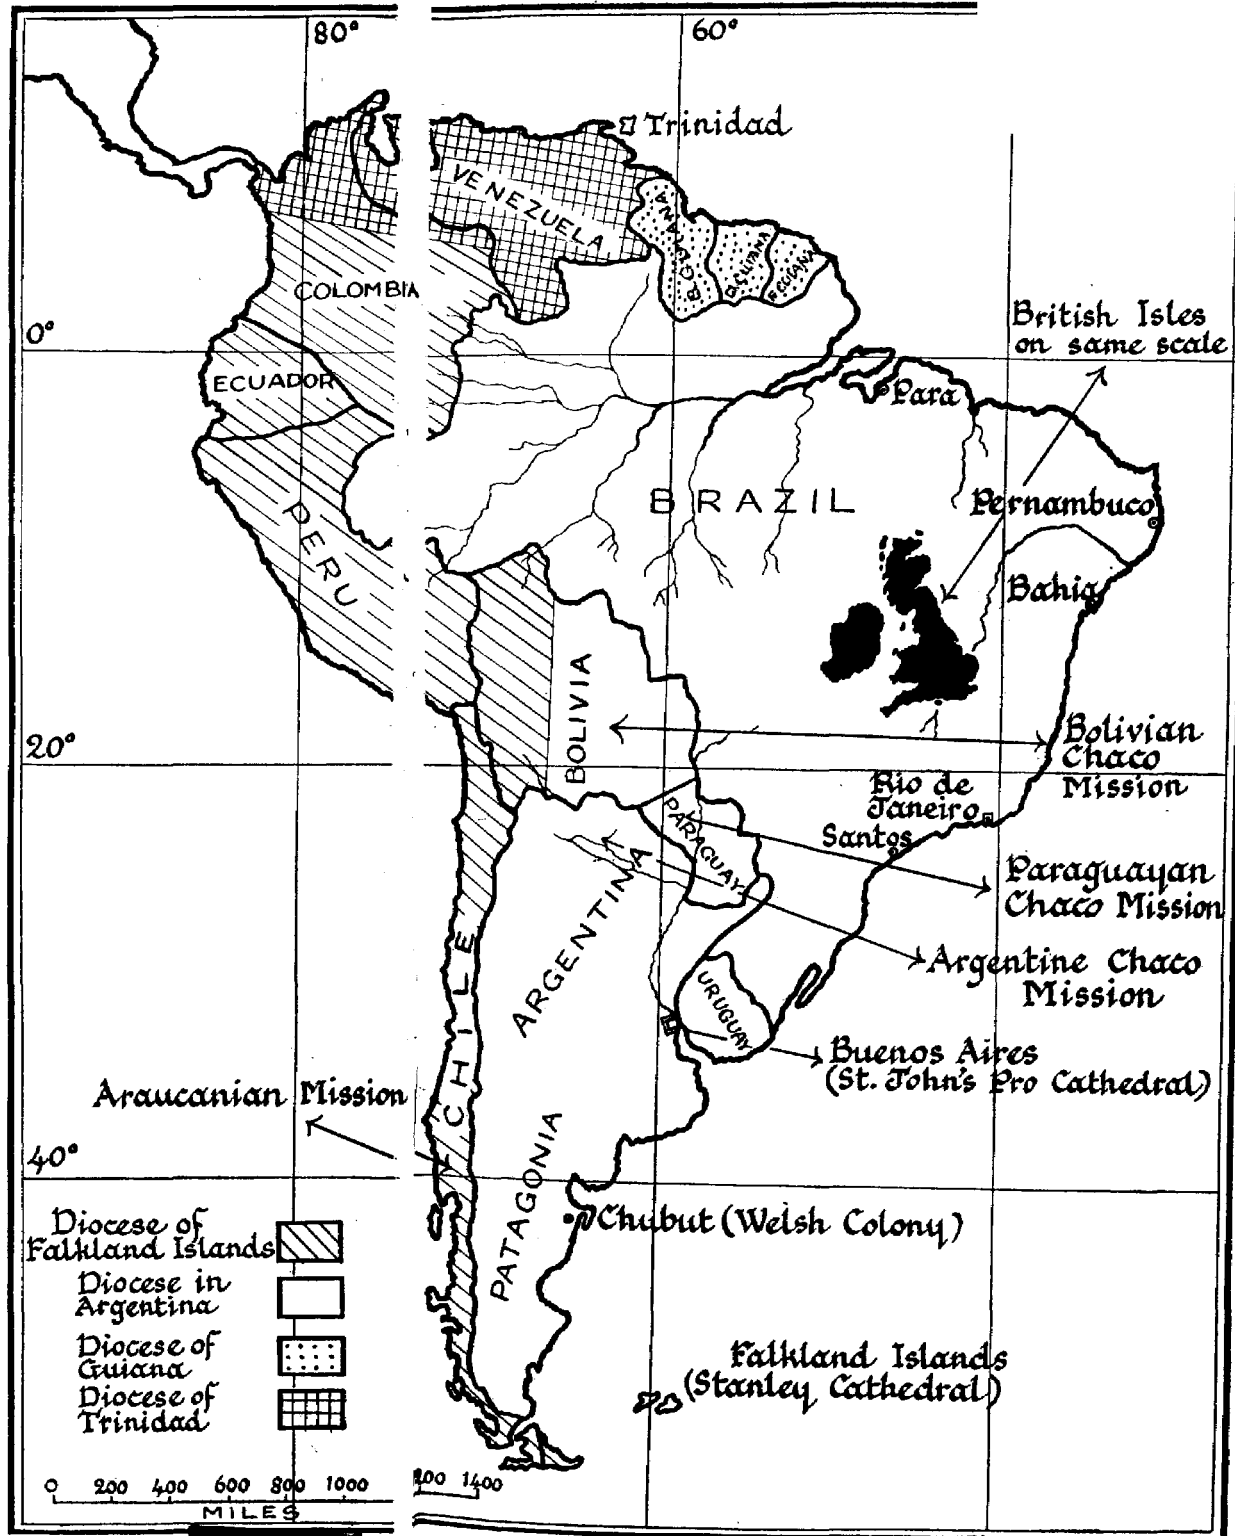 80°
60°
Trinidad
VENEZUELA
B. GUIANA
D. GUIANA
F. GUIANA
COLOMBIA
British Isles
on same scale
0°
ECUADOR
Para
BRAZIL
Pernambuco
PERU
Bahia
BOLIVIA
Bolivian
Chaco
Mission
20°
Rio de
Janeiro
Santos
PARAGUAY
Paraguayan
Chaco Mission
ARGENTINA
Argentine Chaco
Mission
CHILE
URUGUAY
Buenos Aires
(St. John's Pro Cathedral)
Araucanian Mission
40°
PATAGONIA
Chubut (Welsh Colony)
Diocese of
Falkland Islands
Diocese in
Argentina
Diocese of
Guiana
Diocese of
Trinidad
Falkland Islands
(Stanley Cathedral)
0 200 400 600 800 1000 200 1400
MILES